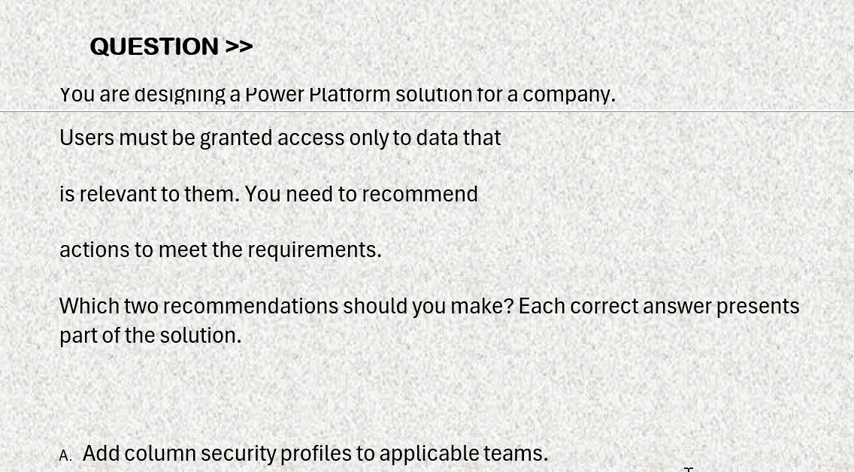 QUESTION >>
You are designing a Power Platform solution for a company.
Users must be granted access only to data that
is relevant to them. You need to recommend
actions to meet the requirements.
Which two recommendations should you make? Each correct answer presents
part of the solution.
A. Add column security profiles to applicable teams.